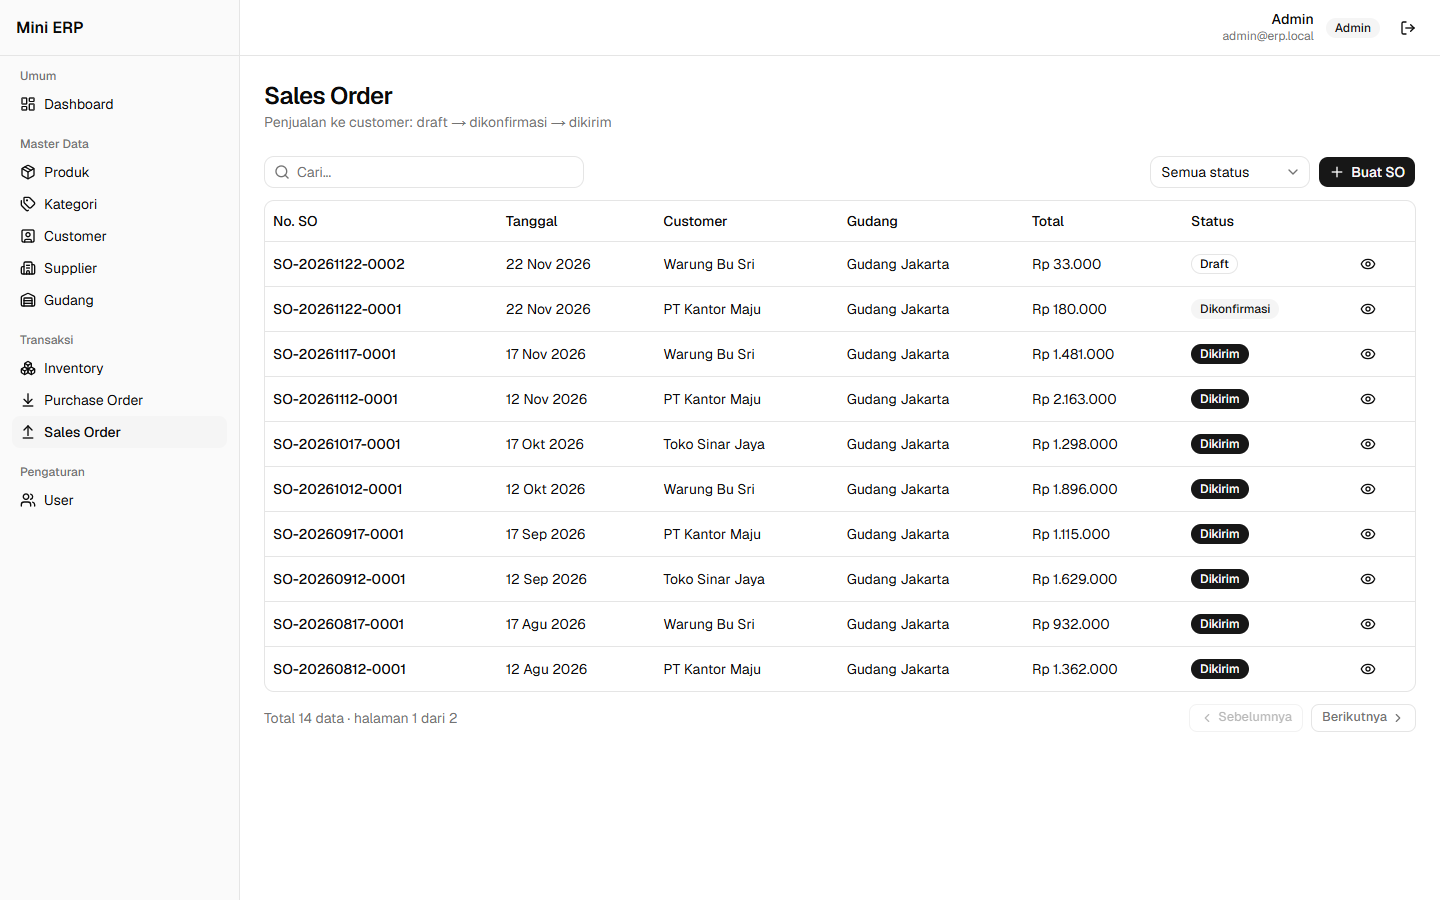 Mini ERP
Admin
admin@erp.local
Admin
Umum
Dashboard
Master Data
Produk
Kategori
Customer
Supplier
Gudang
Transaksi
Inventory
Purchase Order
Sales Order
Pengaturan
User
Sales Order
Penjualan ke customer: draft → dikonfirmasi → dikirim
Cari...
Semua status
+ Buat SO
No. SO Tanggal Customer Gudang Total Status
SO-20261122-0002 22 Nov 2026 Warung Bu Sri Gudang Jakarta Rp 33.000 Draft
SO-20261122-0001 22 Nov 2026 PT Kantor Maju Gudang Jakarta Rp 180.000 Dikonfirmasi
SO-20261117-0001 17 Nov 2026 Warung Bu Sri Gudang Jakarta Rp 1.481.000 Dikirim
SO-20261112-0001 12 Nov 2026 PT Kantor Maju Gudang Jakarta Rp 2.163.000 Dikirim
SO-20261017-0001 17 Okt 2026 Toko Sinar Jaya Gudang Jakarta Rp 1.298.000 Dikirim
SO-20261012-0001 12 Okt 2026 Warung Bu Sri Gudang Jakarta Rp 1.896.000 Dikirim
SO-20260917-0001 17 Sep 2026 PT Kantor Maju Gudang Jakarta Rp 1.115.000 Dikirim
SO-20260912-0001 12 Sep 2026 Toko Sinar Jaya Gudang Jakarta Rp 1.629.000 Dikirim
SO-20260817-0001 17 Agu 2026 Warung Bu Sri Gudang Jakarta Rp 932.000 Dikirim
SO-20260812-0001 12 Agu 2026 PT Kantor Maju Gudang Jakarta Rp 1.362.000 Dikirim
Total 14 data · halaman 1 dari 2
Sebelumnya
Berikutnya